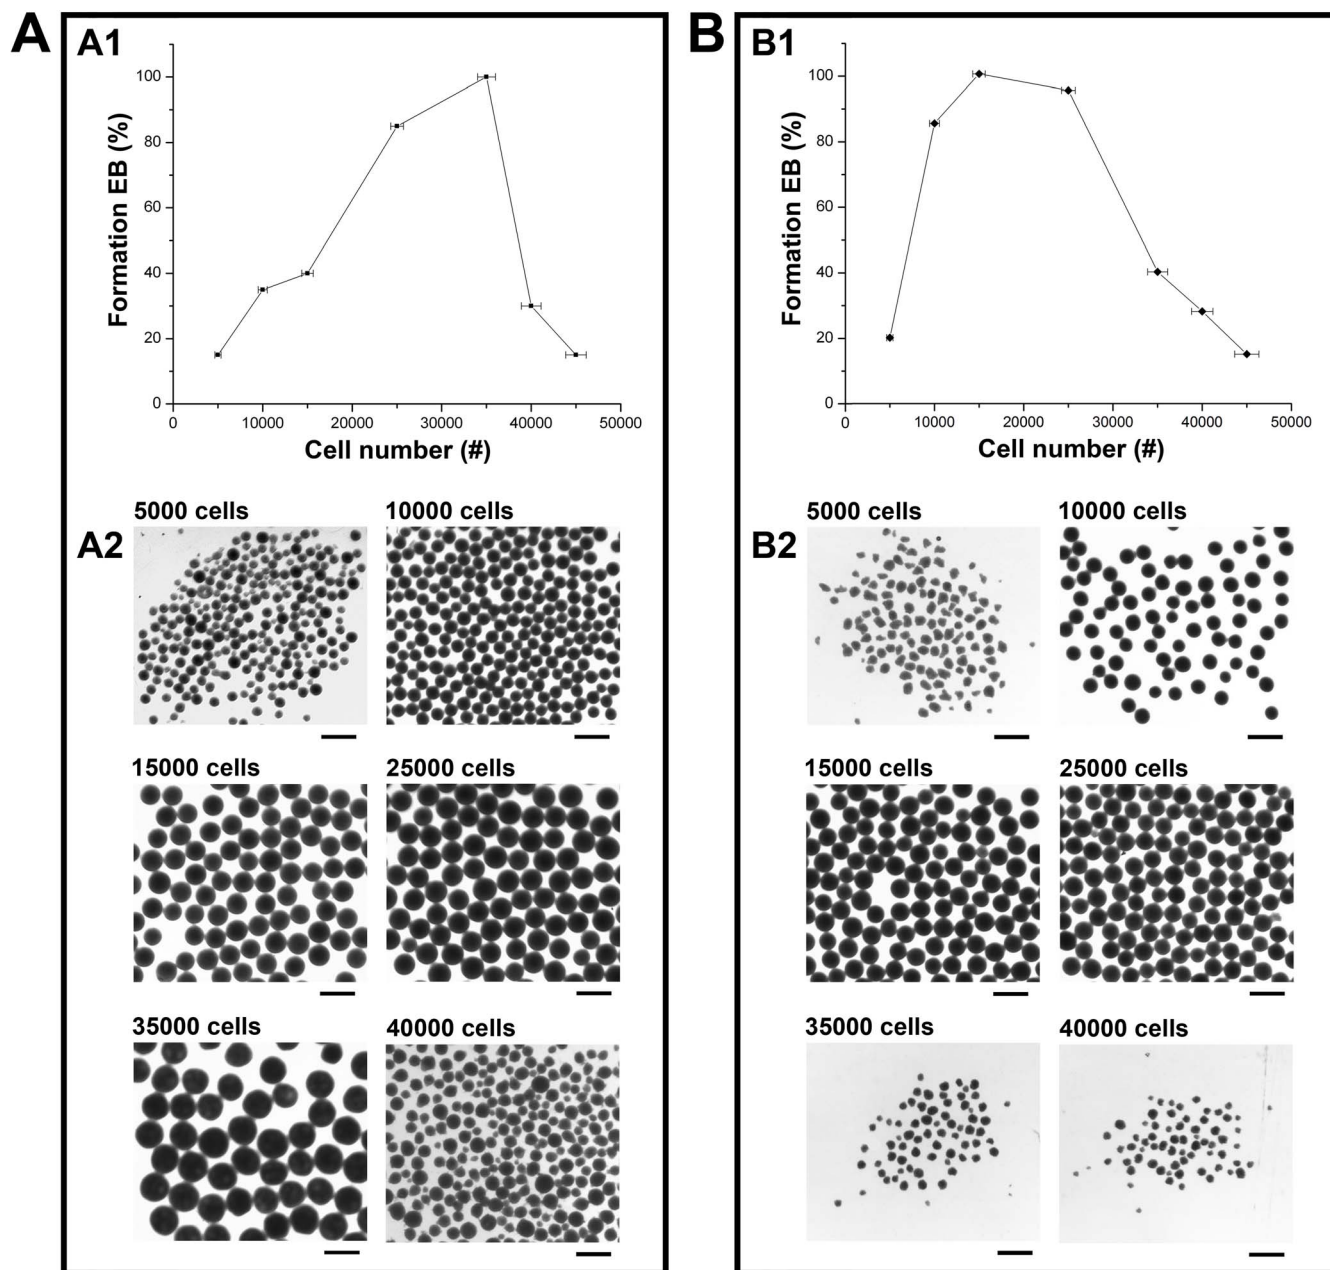 A
A1
Formation EB (%)
100
80
60
40
20
0
0 10000 20000 30000 40000 50000
Cell number (#)
A2
5000 cells 10000 cells
15000 cells 25000 cells
35000 cells 40000 cells
B
B1
Formation EB (%)
100
80
60
40
20
0
0 10000 20000 30000 40000 50000
Cell number (#)
B2
5000 cells 10000 cells
15000 cells 25000 cells
35000 cells 40000 cells